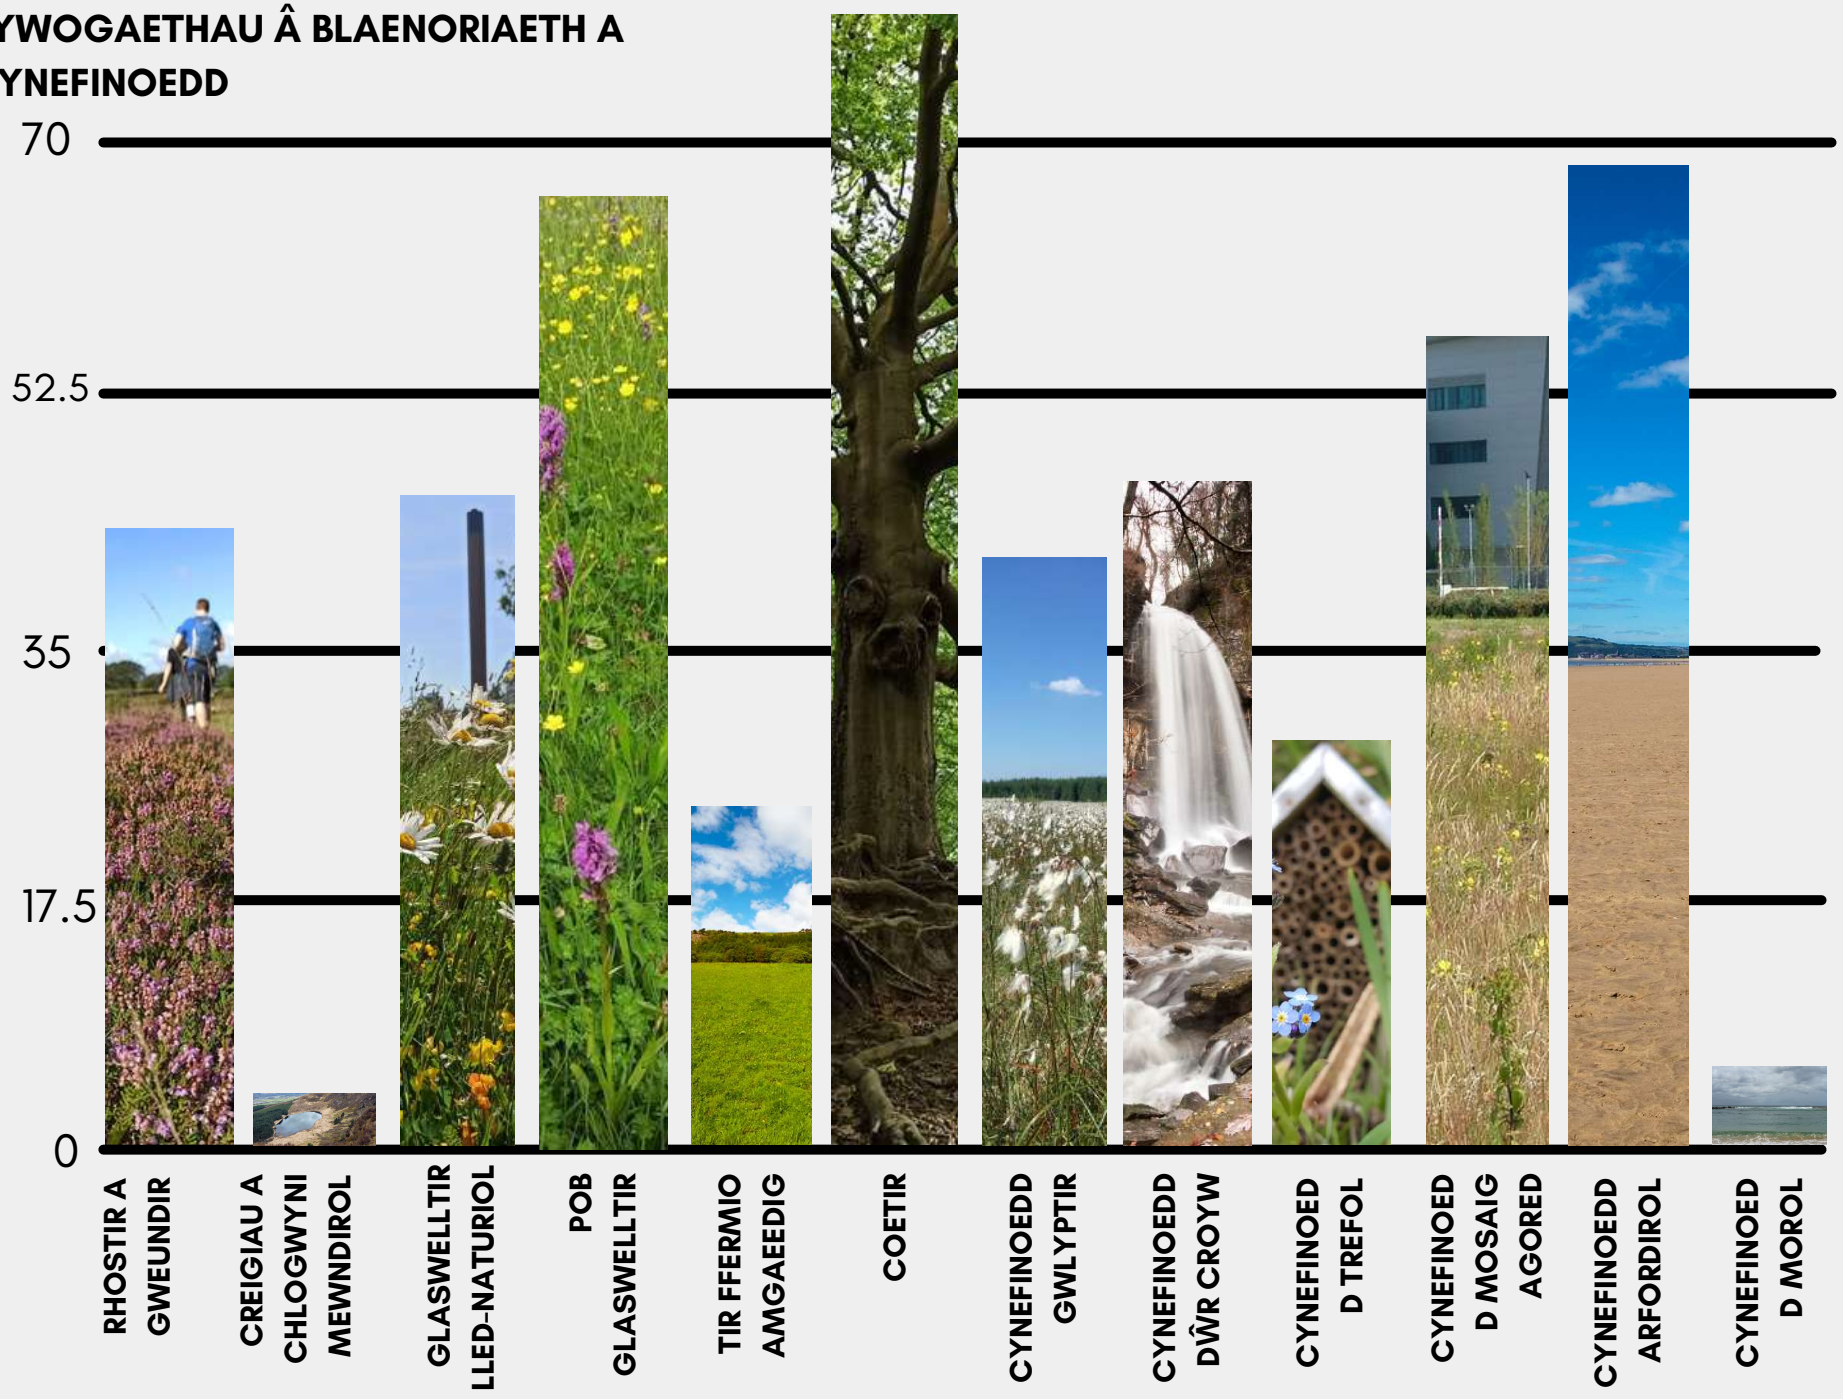 YWOGAETHAU Â BLAENORIAETH A
YNEFINOEDD
70
52.5
35
17.5
0
RHOSTIR A
GWEUNDIR
CREIGIAU A
CHLOGWYNI
MEWNDIROL
GLASWELLTIR
LLED-NATURIOL
POB
GLASWELLTIR
TIR FFERMIO
AMGAEEDIG
COETIR
CYNEFINOEDD
GWLYPTIR
CYNEFINOEDD
DŴR CROYW
CYNEFINOED
D TREFOL
CYNEFINOED
D MOSAIG
AGORED
CYNEFINOEDD
ARFORDIROL
CYNEFINOED
D MOROL